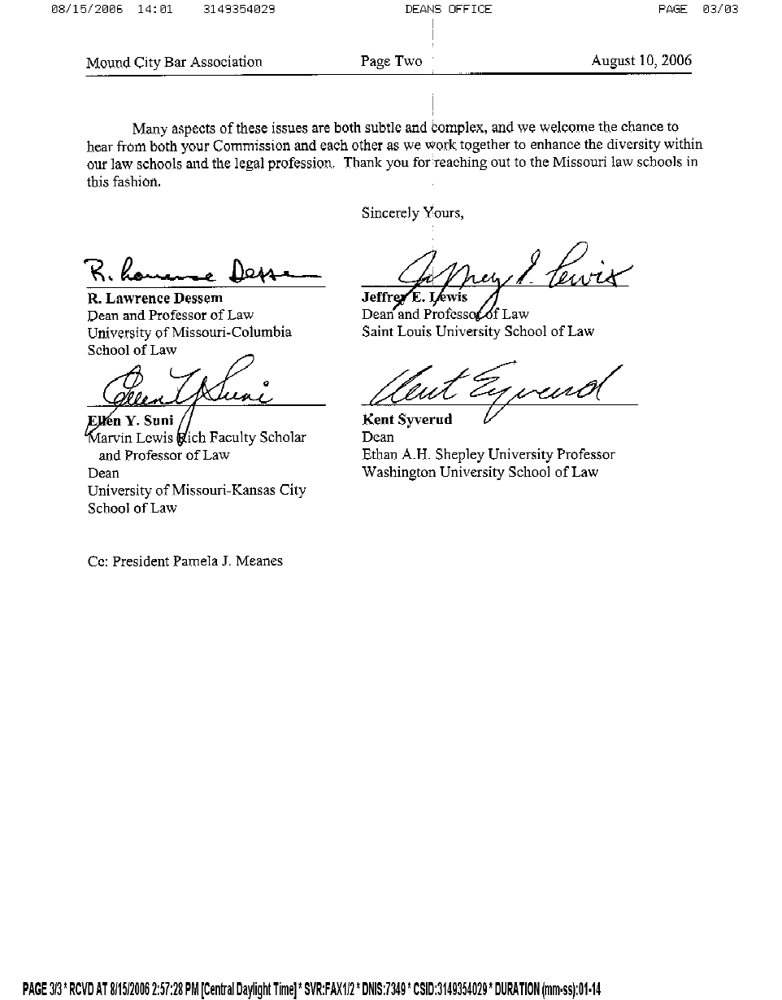 08/15/2006 14:01 3149354029 DEANS OFFICE PAGE 03/03
Mound City Bar Association Page Two August 10, 2006
Many aspects of these issues are both subtle and complex, and we welcome the chance to
hear from both your Commission and each other as we work together to enhance the diversity within
our law schools and the legal profession. Thank you for reaching out to the Missouri law schools in
this fashion.
Sincerely Yours,
R. Lawrence Dessem
R. Lawrence Dessem
Dean and Professor of Law
University of Missouri-Columbia
School of Law
Jeffrey E. Lewis
Jeffrey E. Lewis
Dean and Professor of Law
Saint Louis University School of Law
Ellen Y Suni
Ellen Y. Suni
Marvin Lewis Rich Faculty Scholar
and Professor of Law
Dean
University of Missouri-Kansas City
School of Law
Kent Syverud
Kent Syverud
Dean
Ethan A.H. Shepley University Professor
Washington University School of Law
Cc: President Pamela J. Meanes
PAGE 3/3 * RCVD AT 8/15/2006 2:57:28 PM [Central Daylight Time] * SVR:FAX1/2 * DNIS:7349 * CSID:3149354029 * DURATION (mm-ss):01-14